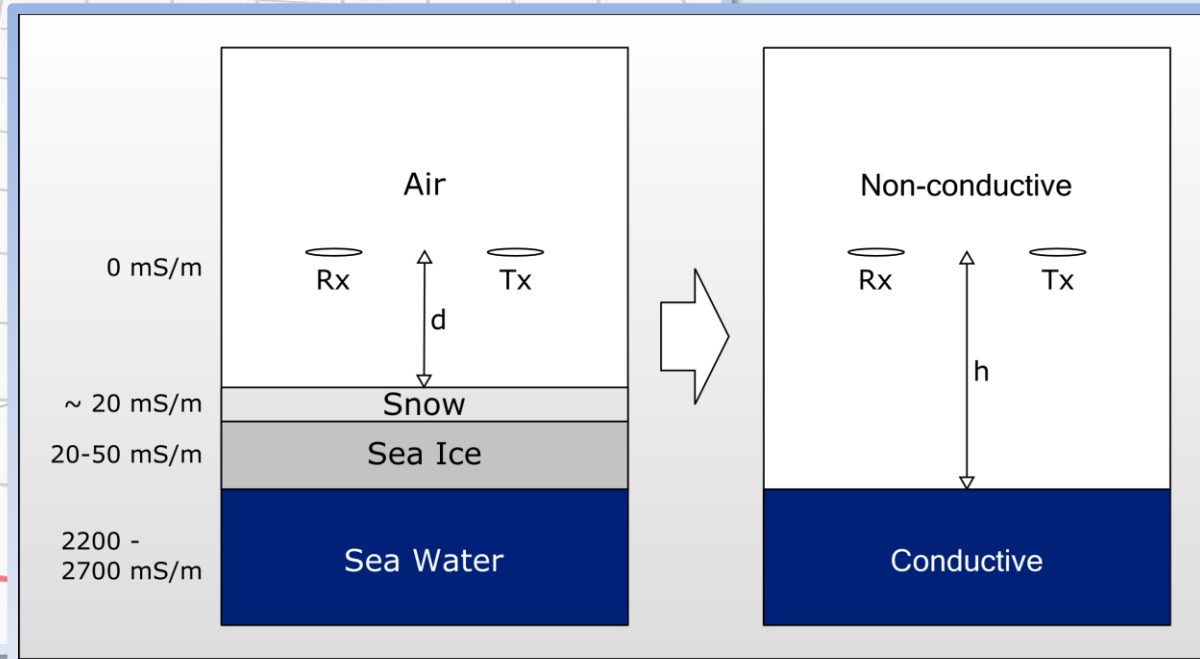 Air
Non-conductive
0 mS/m
Rx
Tx
Rx
Tx
d
h
~ 20 mS/m
Snow
20-50 mS/m
Sea Ice
2200 -
2700 mS/m
Sea Water
Conductive